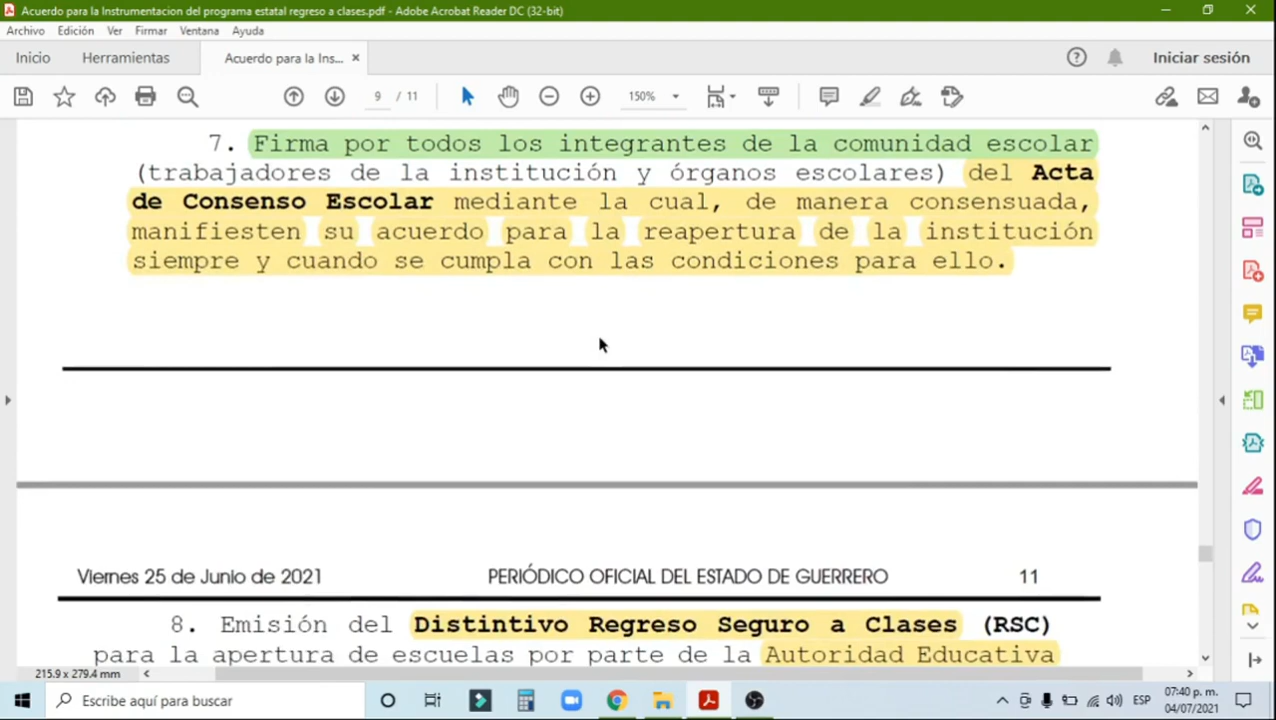 Acuerdo para la Instrumentacion del programa estatal regreso a clases.pdf - Adobe Acrobat Reader DC (32-bit)
Archivo Edición Ver Firmar Ventana Ayuda
Inicio Herramientas Acuerdo para la Ins... × Iniciar sesión
9 / 11 150%
7. Firma por todos los integrantes de la comunidad escolar
(trabajadores de la institución y órganos escolares) del Acta
de Consenso Escolar mediante la cual, de manera consensuada,
manifiesten su acuerdo para la reapertura de la institución
siempre y cuando se cumpla con las condiciones para ello.
Viernes 25 de Junio de 2021 PERIÓDICO OFICIAL DEL ESTADO DE GUERRERO 11
8. Emisión del Distintivo Regreso Seguro a Clases (RSC)
para la apertura de escuelas por parte de la Autoridad Educativa
215.9 x 279.4 mm
Escribe aquí para buscar
ESP
07:40 p. m.
04/07/2021